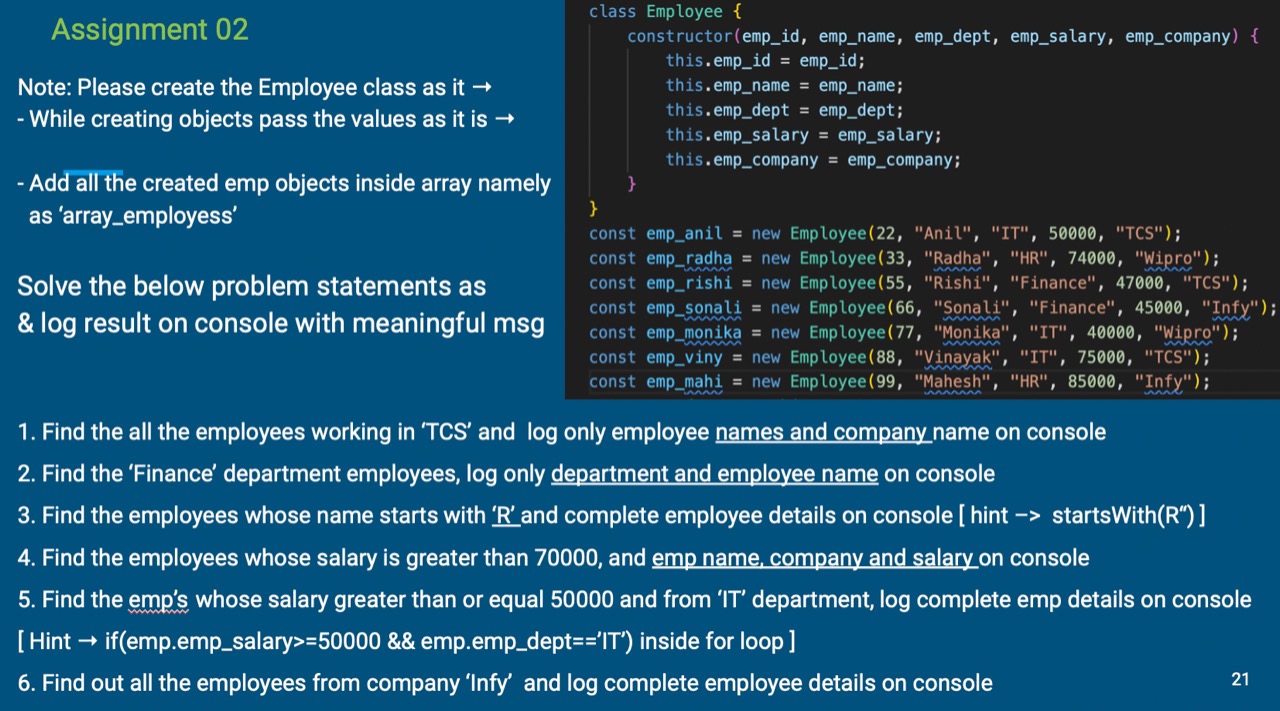 Assignment 02
Note: Please create the Employee class as it →
- While creating objects pass the values as it is →
- Add all the created emp objects inside array namely
as ‘array_employess’
Solve the below problem statements as
& log result on console with meaningful msg
class Employee {
constructor(emp_id, emp_name, emp_dept, emp_salary, emp_company) {
this.emp_id = emp_id;
this.emp_name = emp_name;
this.emp_dept = emp_dept;
this.emp_salary = emp_salary;
this.emp_company = emp_company;
}
}
const emp_anil = new Employee(22, "Anil", "IT", 50000, "TCS");
const emp_radha = new Employee(33, "Radha", "HR", 74000, "Wipro");
const emp_rishi = new Employee(55, "Rishi", "Finance", 47000, "TCS");
const emp_sonali = new Employee(66, "Sonali", "Finance", 45000, "Infy");
const emp_monika = new Employee(77, "Monika", "IT", 40000, "Wipro");
const emp_viny = new Employee(88, "Vinayak", "IT", 75000, "TCS");
const emp_mahi = new Employee(99, "Mahesh", "HR", 85000, "Infy");
1. Find the all the employees working in ‘TCS’ and log only employee names and company name on console
2. Find the ‘Finance’ department employees, log only department and employee name on console
3. Find the employees whose name starts with ‘R’ and complete employee details on console [ hint –> startsWith(R“) ]
4. Find the employees whose salary is greater than 70000, and emp name, company and salary on console
5. Find the emp’s whose salary greater than or equal 50000 and from ‘IT’ department, log complete emp details on console
[ Hint → if(emp.emp_salary>=50000 && emp.emp_dept==’IT’) inside for loop ]
6. Find out all the employees from company ‘Infy’ and log complete employee details on console
21